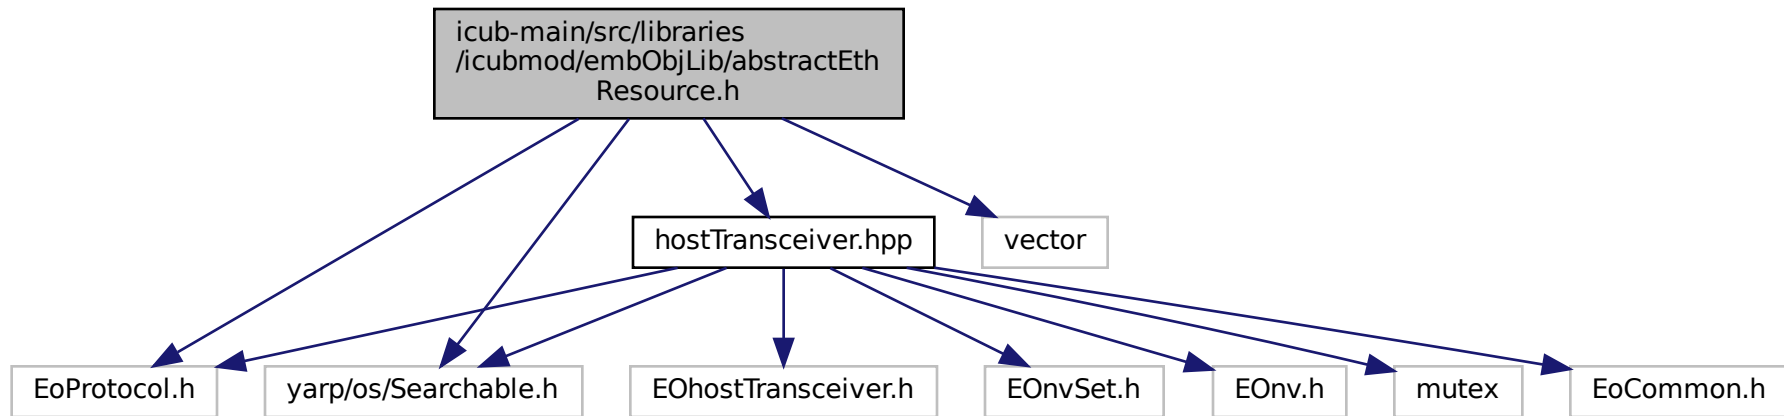 icub-main/src/libraries
/icubmod/embObjLib/abstractEth
Resource.h
hostTransceiver.hpp
vector
EoProtocol.h
yarp/os/Searchable.h
EOhostTransceiver.h
EOnvSet.h
EOnv.h
mutex
EoCommon.h